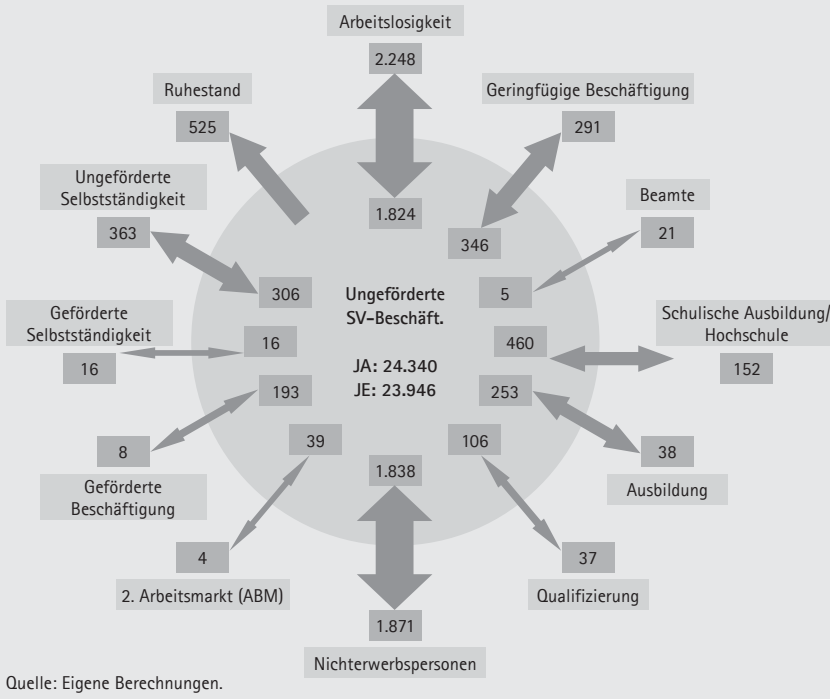 Arbeitslosigkeit
2.248
Ruhestand
525
Geringfügige Beschäftigung
291
Ungeförderte
Selbstständigkeit
363
Beamte
21
1.824
346
306
5
Ungeförderte
SV-Beschäft.
JA: 24.340
JE: 23.946
Geförderte
Selbstständigkeit
16
16
460
Schulische Ausbildung/
Hochschule
152
193
253
39
106
8
Geförderte
Beschäftigung
38
Ausbildung
1.838
4
2. Arbeitsmarkt (ABM)
37
Qualifizierung
1.871
Nichterwerbspersonen
Quelle: Eigene Berechnungen.